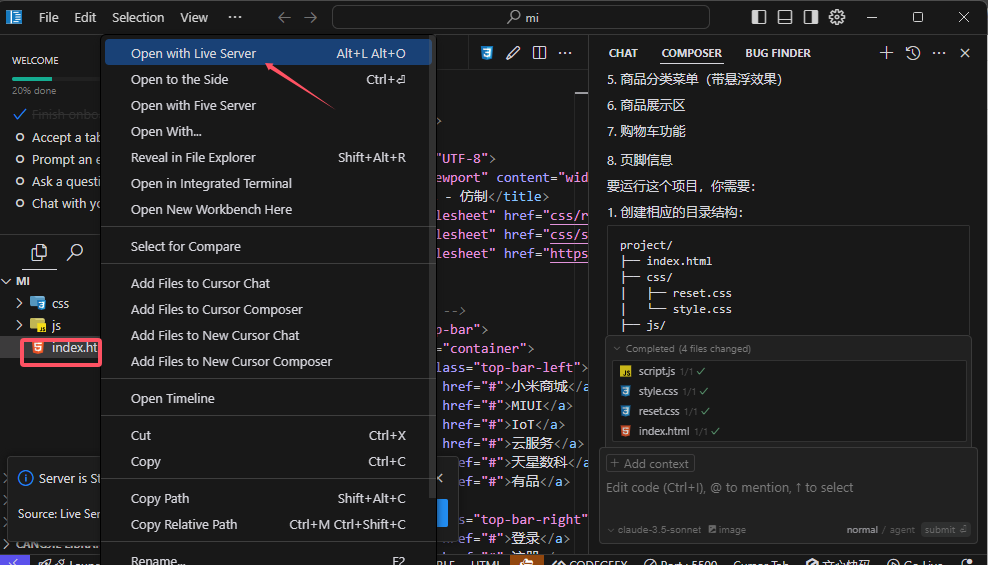 File Edit Selection View ··· mi
WELCOME
20% done
Finish onbo
Accept a tab
Prompt an e
Ask a questi
Chat with yo
MI
css
js
index.ht
Server is St
Source: Live Ser
Open with Live Server Alt+L Alt+O
Open to the Side Ctrl+⏎
Open with Five Server
Open With...
Reveal in File Explorer Shift+Alt+R
Open in Integrated Terminal
Open New Workbench Here
Select for Compare
Add Files to Cursor Chat
Add Files to Cursor Composer
Add Files to New Cursor Chat
Add Files to New Cursor Composer
Open Timeline
Cut Ctrl+X
Copy Ctrl+C
Copy Path Shift+Alt+C
Copy Relative Path Ctrl+M Ctrl+Shift+C
Rename... F2
>
"UTF-8">
ewport" content="wid
- 仿制</title>
lesheet" href="css/r
lesheet" href="css/s
lesheet" href="https
-->
p-bar">
="container">
lass="top-bar-left">
href="#">小米商城</a
href="#">MIUI</a>
href="#">IoT</a>
href="#">云服务</a>
href="#">天星数科</a
href="#">有品</a>
ss="top-bar-right"
href="#">登录</a>
CHAT COMPOSER BUG FINDER
5. 商品分类菜单（带悬浮效果）
6. 商品展示区
7. 购物车功能
8. 页脚信息
要运行这个项目，你需要：
1. 创建相应的目录结构：
project/
├── index.html
├── css/
│   ├── reset.css
│   └── style.css
├── js/
Completed (4 files changed)
script.js 1/1 ✓
style.css 1/1 ✓
reset.css 1/1 ✓
index.html 1/1 ✓
+ Add context
Edit code (Ctrl+I), @ to mention, ↑ to select
claude-3.5-sonnet image normal / agent submit
HTML CODEGEEX Port : 5500 Cursor Tab 文心快码 Go Live